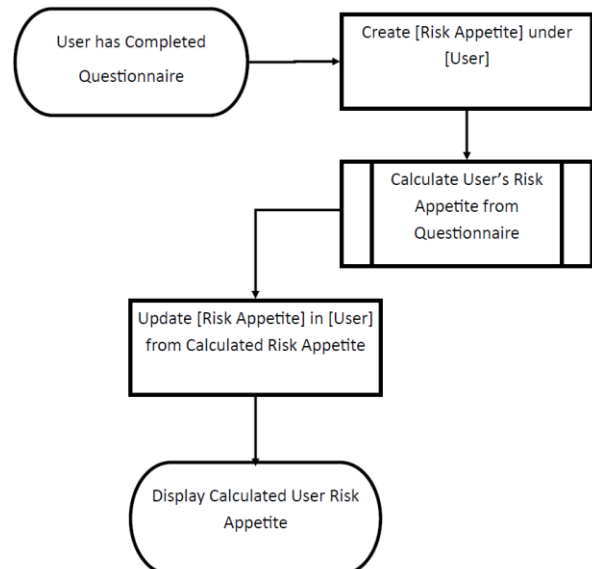 User has Completed
Questionnaire
Create [Risk Appetite] under
[User]
Calculate User’s Risk
Appetite from
Questionnaire
Update [Risk Appetite] in [User]
from Calculated Risk Appetite
Display Calculated User Risk
Appetite